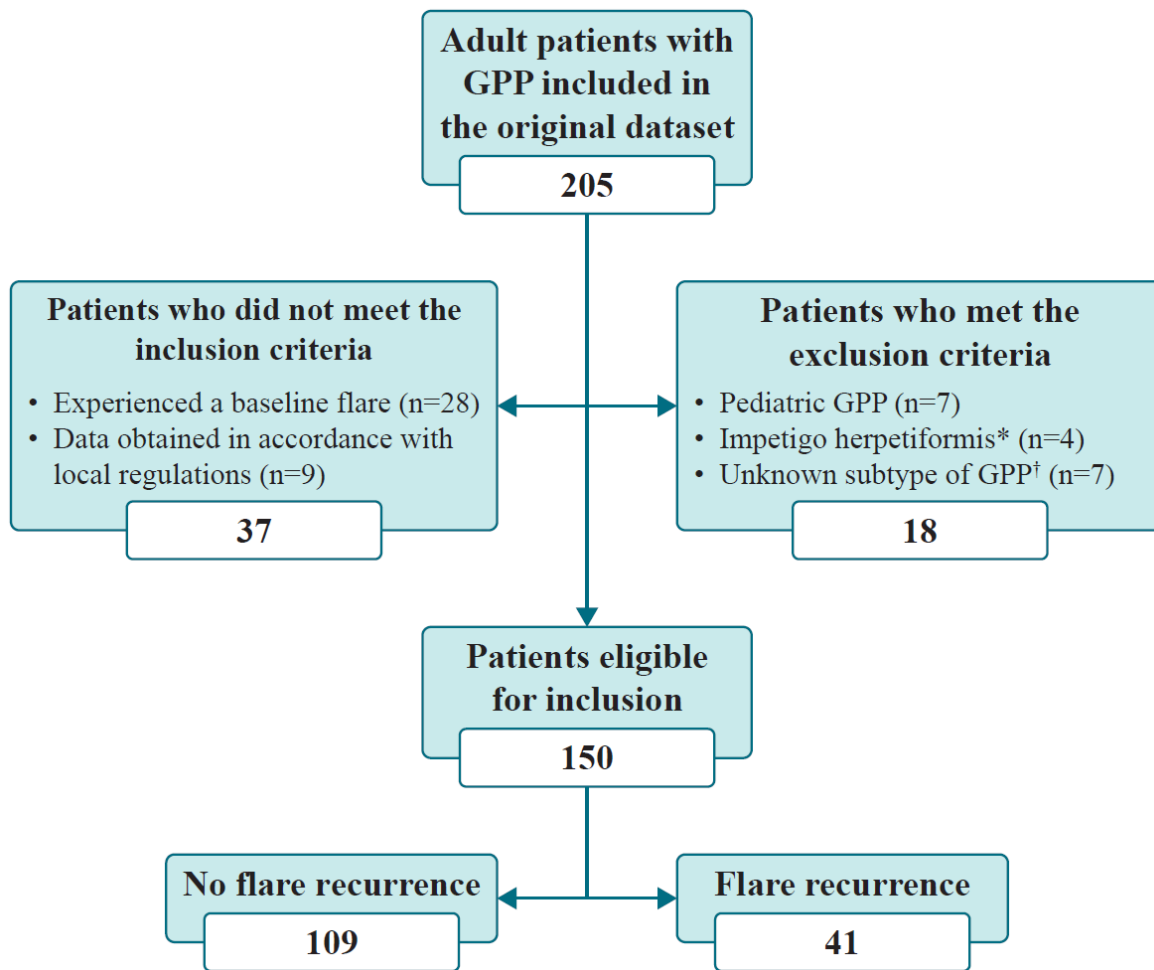 Adult patients with
GPP included in
the original dataset
205
Patients who did not meet the
inclusion criteria
• Experienced a baseline flare (n=28)
• Data obtained in accordance with
local regulations (n=9)
37
Patients who met the
exclusion criteria
• Pediatric GPP (n=7)
• Impetigo herpetiformis* (n=4)
• Unknown subtype of GPP† (n=7)
18
Patients eligible
for inclusion
150
No flare recurrence
109
Flare recurrence
41